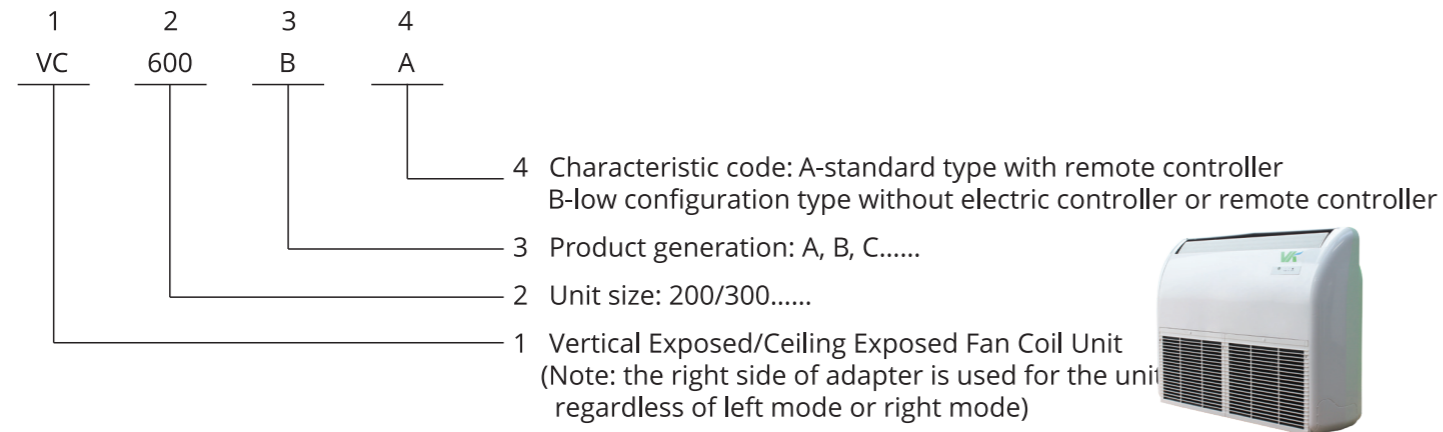 1 2 3 4
VC 600 B A
4 Characteristic code: A-standard type with remote controller
B-low configuration type without electric controller or remote controller
3 Product generation: A, B, C......
2 Unit size: 200/300......
1 Vertical Exposed/Ceiling Exposed Fan Coil Unit
(Note: the right side of adapter is used for the unit
regardless of left mode or right mode)